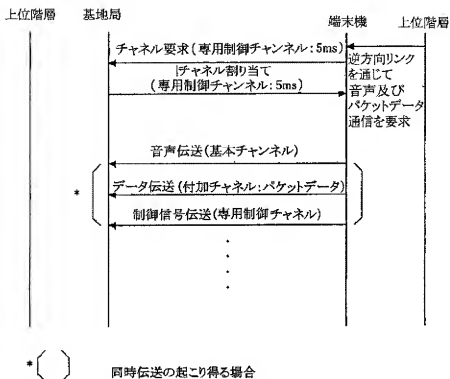 上位階層 基地局 端末機 上位階層
チャネル要求(専用制御チャンネル:5ms)
チャネル割り当て
(専用制御チャンネル:5ms)
逆方向リンク
を通じて
音声及び
パケットデータ
通信を要求
音声伝送(基本チャンネル)
データ伝送(付加チャネル:パケットデータ)
制御信号伝送(専用制御チャネル)
*
*( ) 同時伝送の起こり得る場合